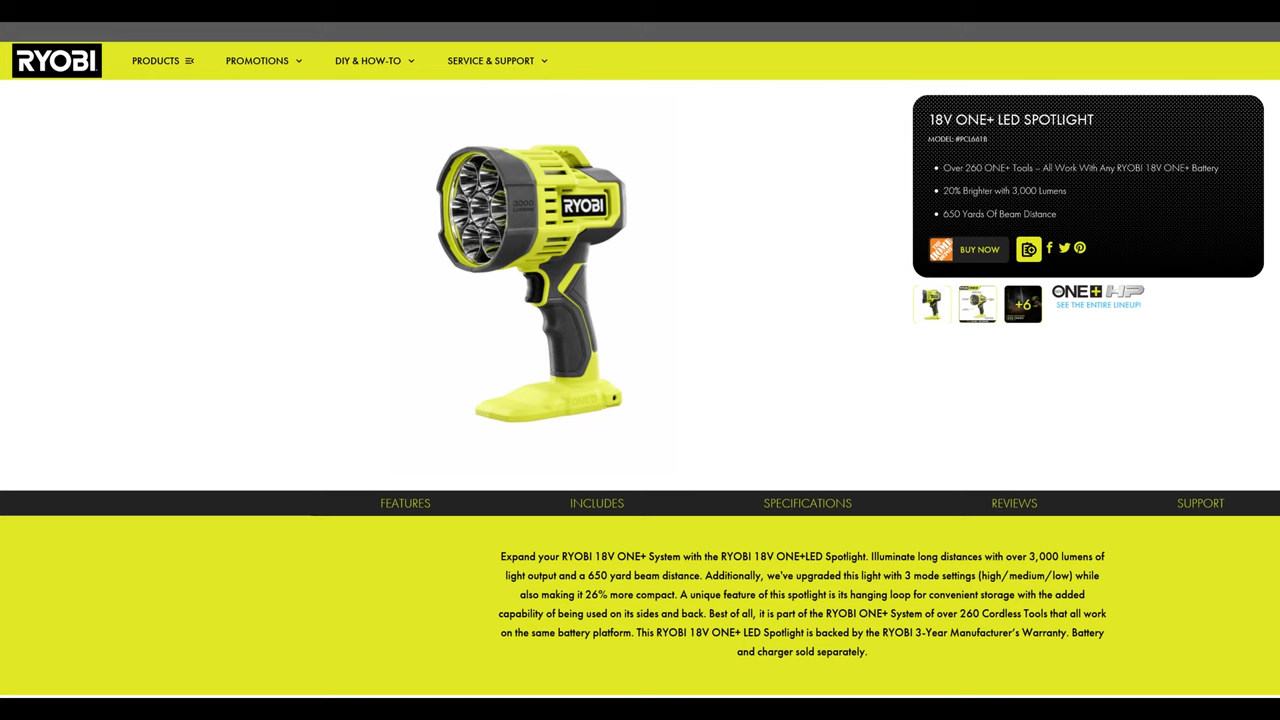 RYOBI
PRODUCTS
PROMOTIONS
DIY & HOW-TO
SERVICE & SUPPORT
3000
LUMENS
RYOBI
ONE+
18V ONE+ LED SPOTLIGHT
MODEL: #PCL661B
• Over 260 ONE+ Tools – All Work With Any RYOBI 18V ONE+ Battery
• 20% Brighter with 3,000 Lumens
• 650 Yards Of Beam Distance
BUY NOW
+6
ONE+ HP
SEE THE ENTIRE LINEUP!
FEATURES
INCLUDES
SPECIFICATIONS
REVIEWS
SUPPORT
Expand your RYOBI 18V ONE+ System with the RYOBI 18V ONE+LED Spotlight. Illuminate long distances with over 3,000 lumens of
light output and a 650 yard beam distance. Additionally, we've upgraded this light with 3 mode settings (high/medium/low) while
also making it 26% more compact. A unique feature of this spotlight is its hanging loop for convenient storage with the added
capability of being used on its sides and back. Best of all, it is part of the RYOBI ONE+ System of over 260 Cordless Tools that all work
on the same battery platform. This RYOBI 18V ONE+ LED Spotlight is backed by the RYOBI 3-Year Manufacturer's Warranty. Battery
and charger sold separately.